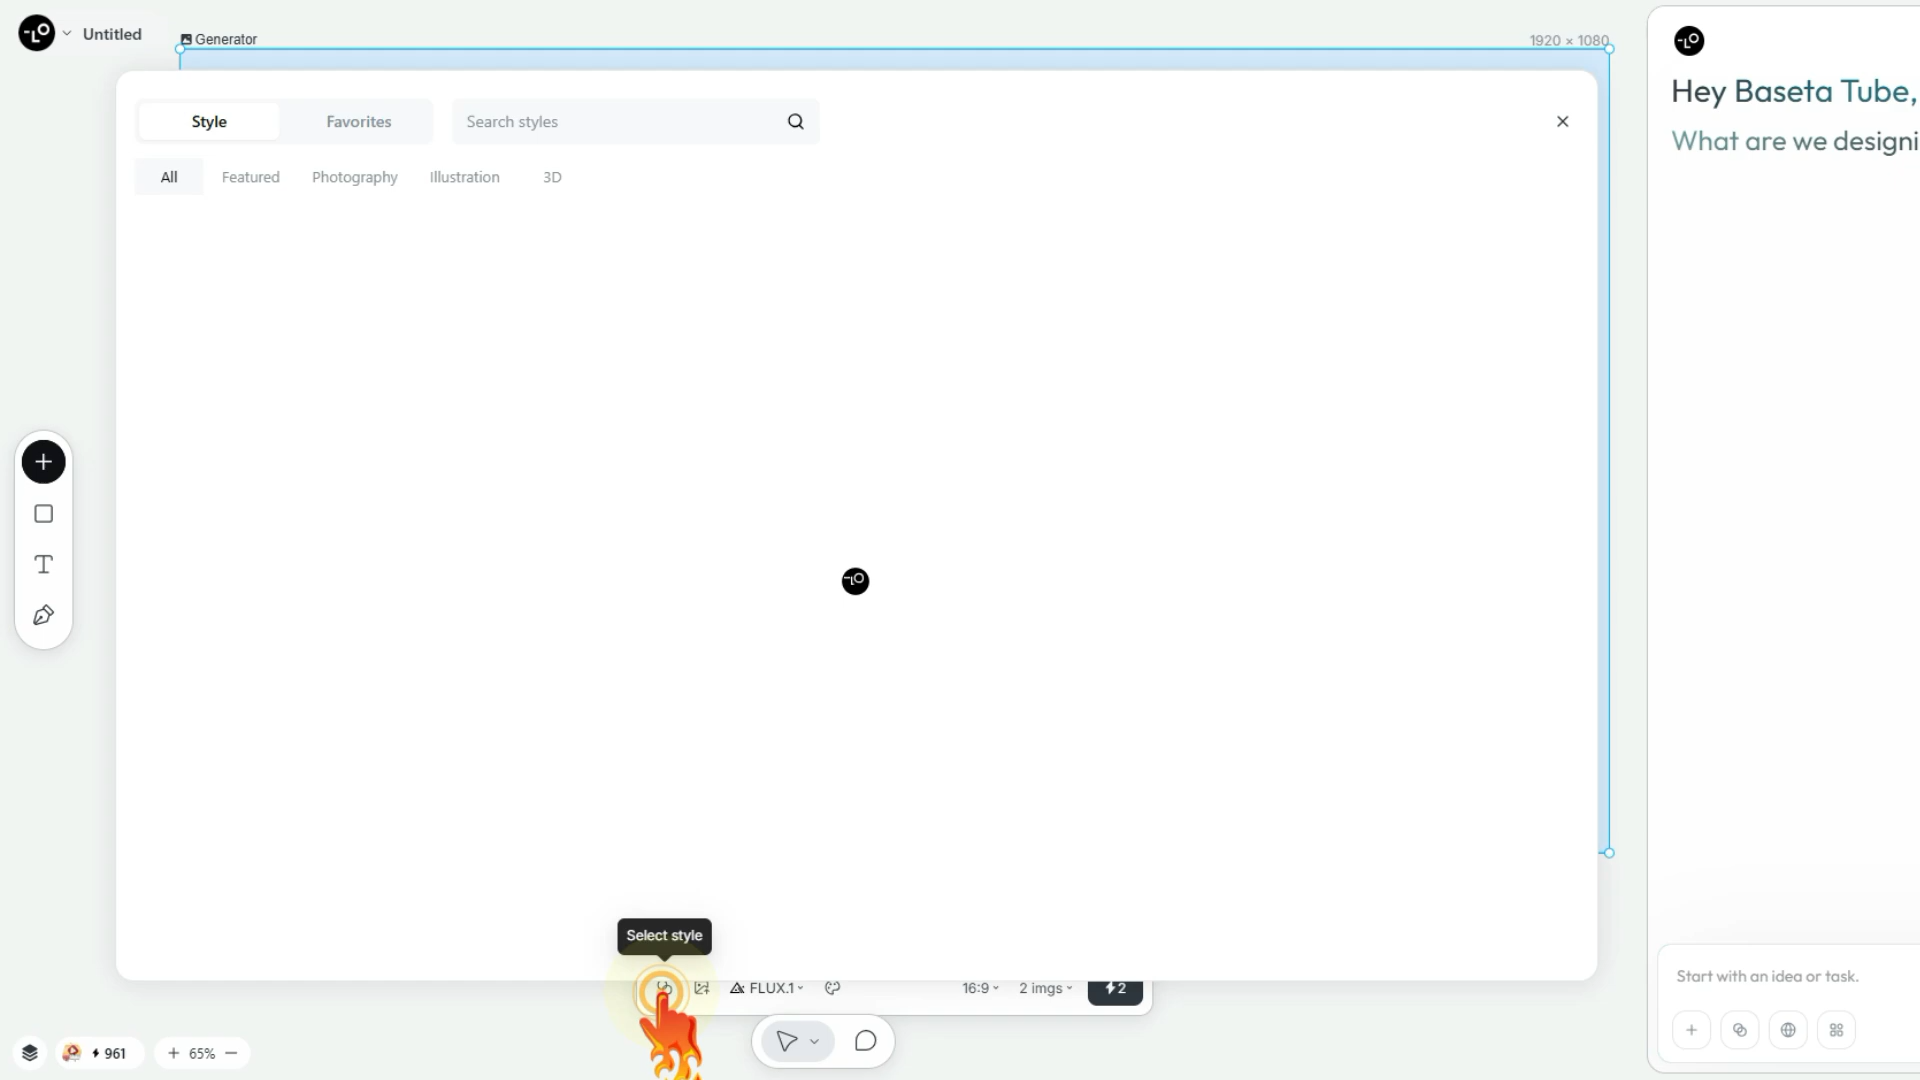 Untitled
Generator
1920 × 1080
Style
Favorites
Search styles
All
Featured
Photography
Illustration
3D
Select style
FLUX.1
16:9
2 imgs
2
961
65%
Hey Baseta Tube,
What are we designi
Start with an idea or task.